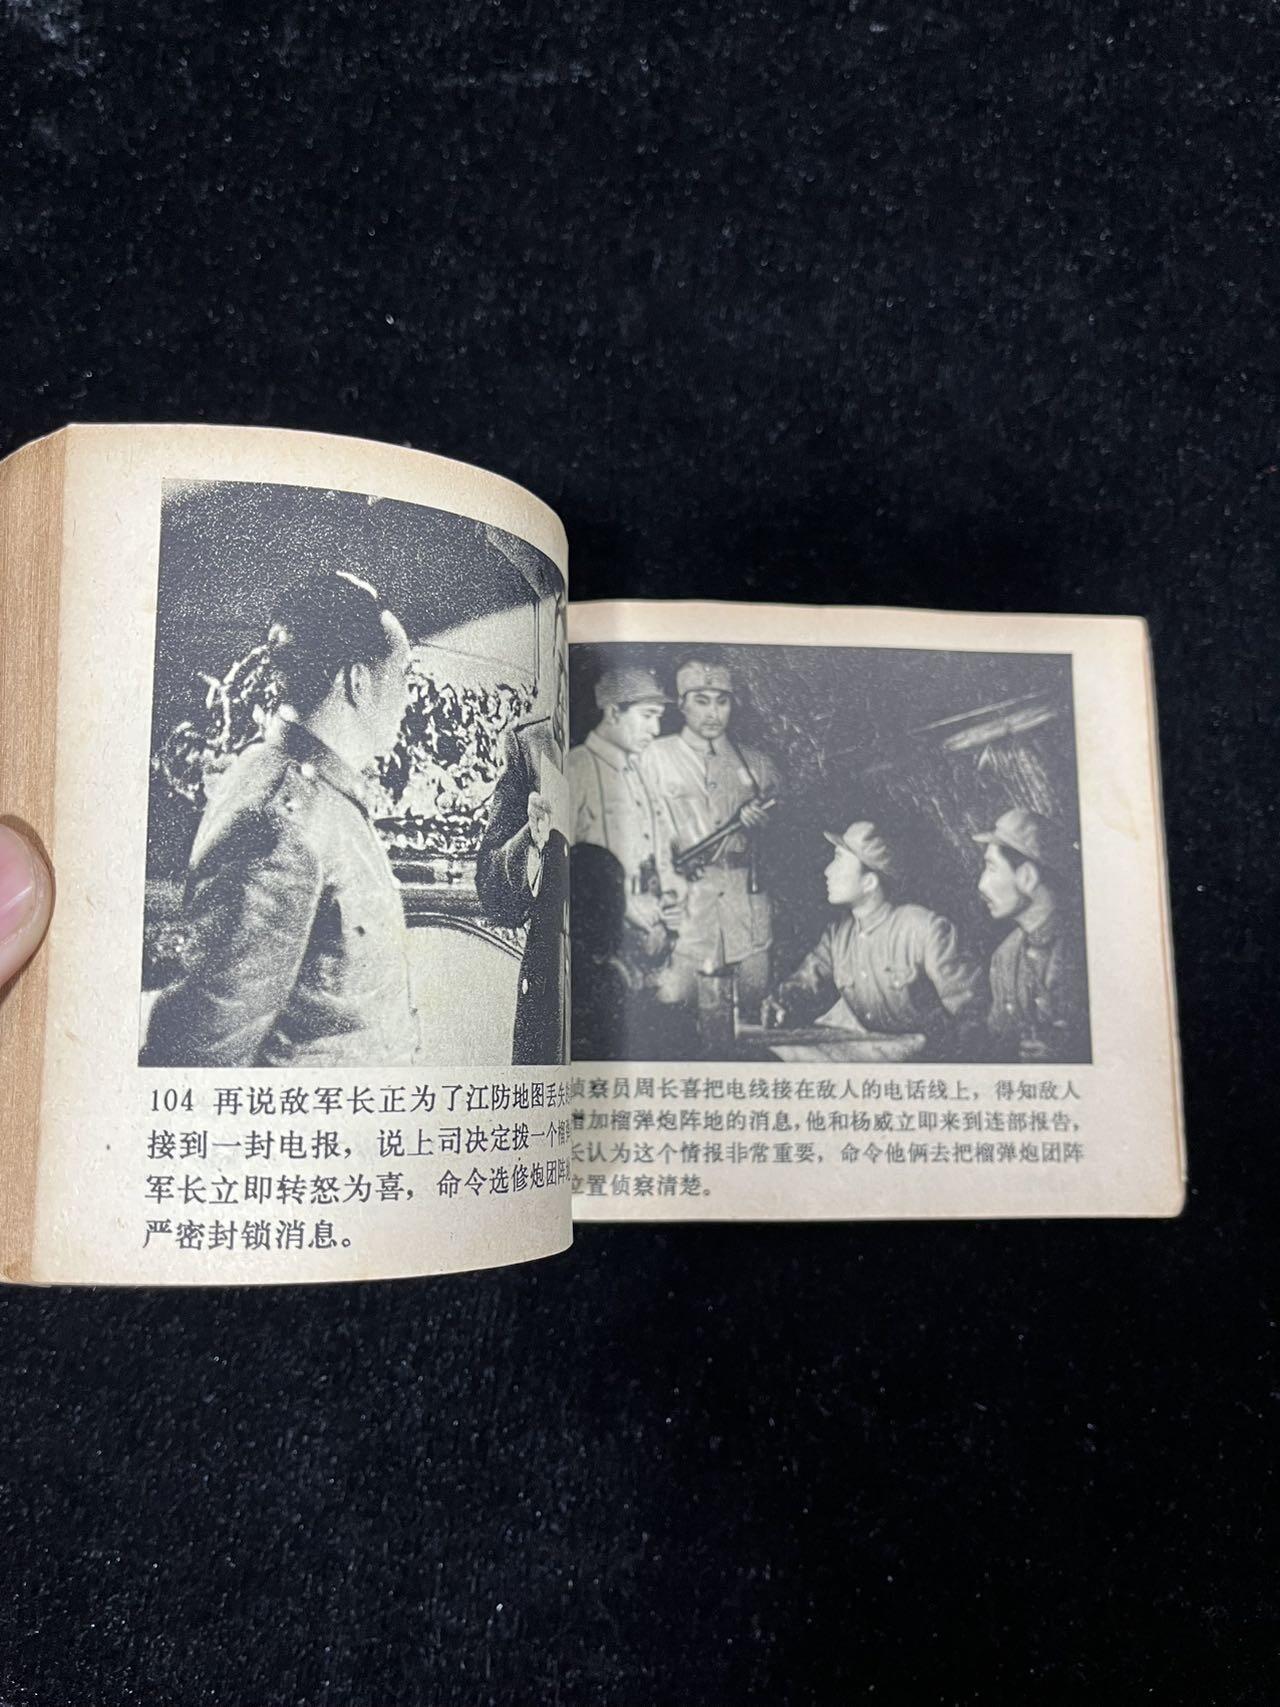 104 再说敌军长正为了江防地图丢失
接到一封电报，说上司决定拨一个榴
军长立即转怒为喜，命令选修炮团阵
严密封锁消息。
侦察员周长喜把电线接在敌人的电话线上，得知敌人
增加榴弹炮阵地的消息，他和杨威立即来到连部报告，
长认为这个情报非常重要，命令他俩去把榴弹炮团阵
位置侦察清楚。